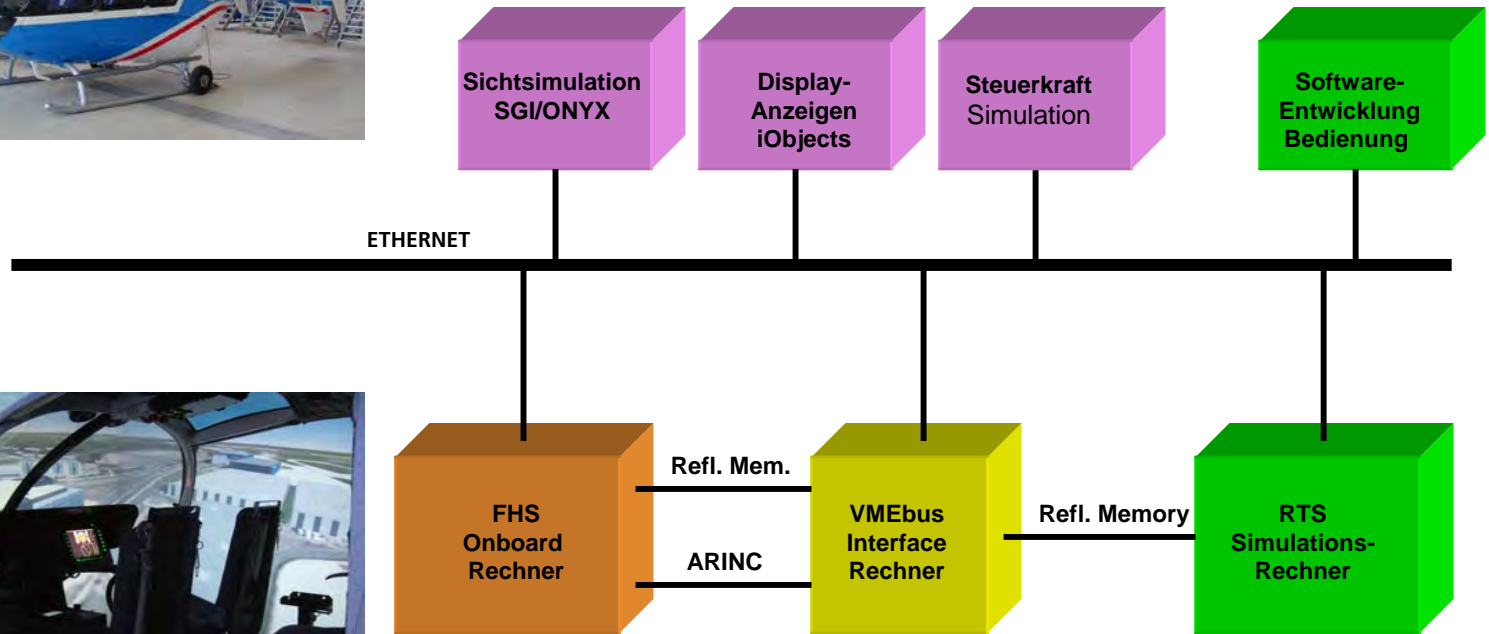 Sichtsimulation
SGI/ONYX
Display-
Anzeigen
iObjects
Steuerkraft
Simulation
Software-
Entwicklung
Bedienung
ETHERNET
FHS
Onboard
Rechner
Refl. Mem.
ARINC
VMEbus
Interface
Rechner
Refl. Memory
RTS
Simulations-
Rechner